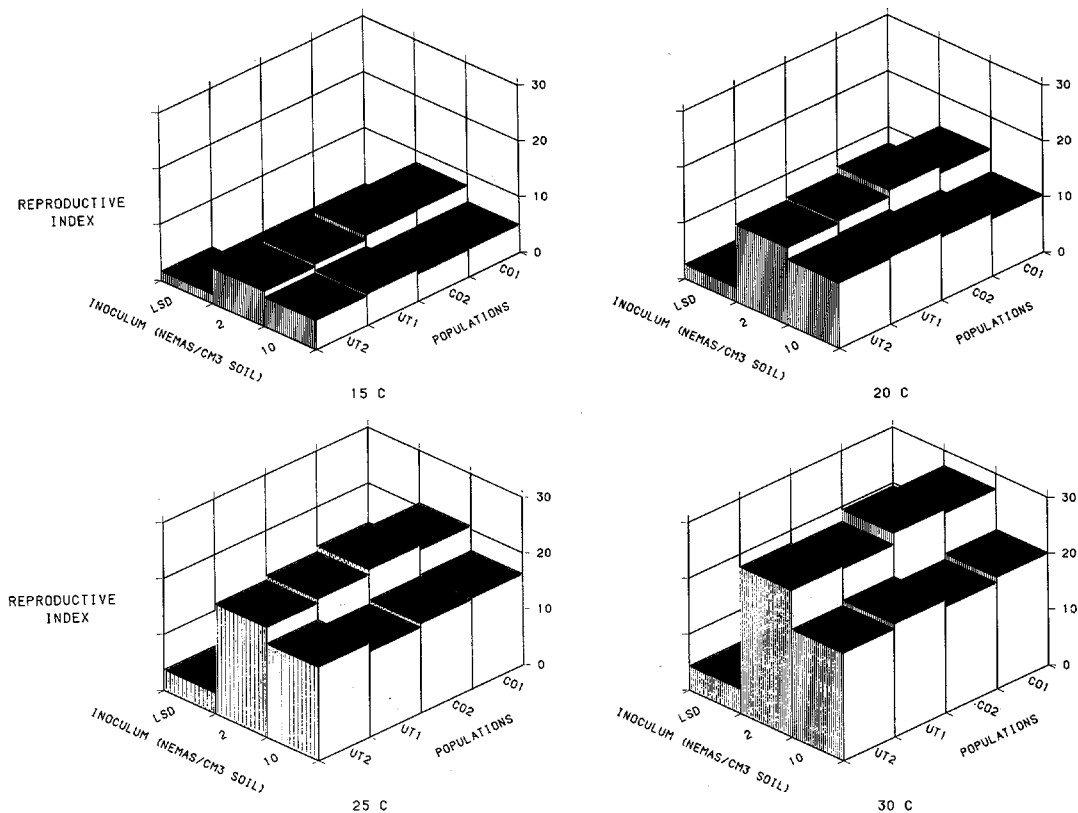 30
20
10
0
REPRODUCTIVE
INDEX
LSD
2
10
INOCULUM (NEMAS/CM3 SOIL)
UT2
UT1
CO2
CO1
POPULATIONS
15 C
30
20
10
0
LSD
2
10
INOCULUM (NEMAS/CM3 SOIL)
UT2
UT1
CO2
CO1
POPULATIONS
20 C
30
20
10
0
REPRODUCTIVE
INDEX
LSD
2
10
INOCULUM (NEMAS/CM3 SOIL)
UT2
UT1
CO2
CO1
POPULATIONS
25 C
30
20
10
0
LSD
2
10
INOCULUM (NEMAS/CM3 SOIL)
UT2
UT1
CO2
CO1
POPULATIONS
30 C